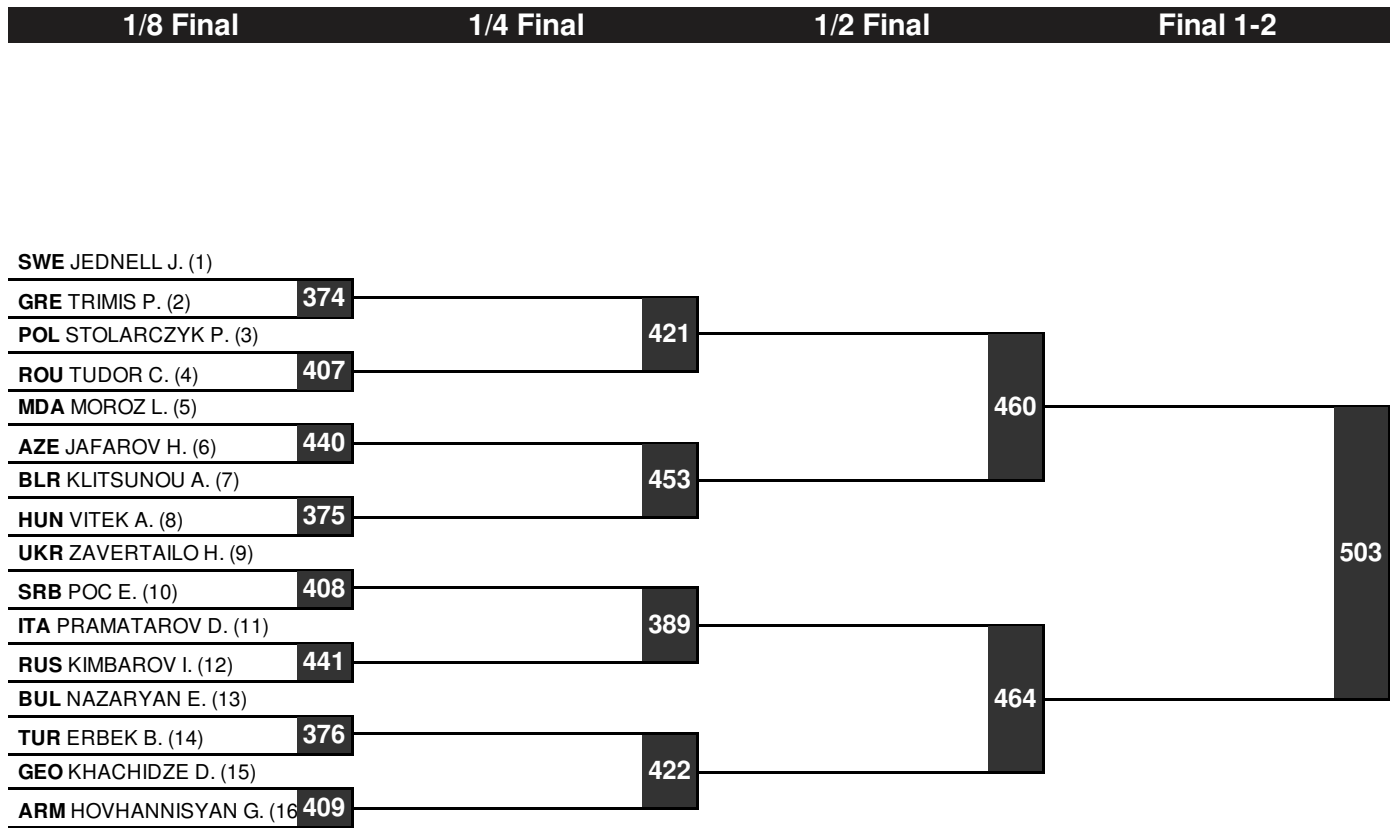 1/8 Final 1/4 Final 1/2 Final Final 1-2
SWE JEDNELL J. (1)
GRE TRIMIS P. (2) 374
POL STOLARCZYK P. (3) 421
ROU TUDOR C. (4) 407
MDA MOROZ L. (5) 460
AZE JAFAROV H. (6) 440
BLR KLITSUNOU A. (7) 453
HUN VITEK A. (8) 375
UKR ZAVERTAILO H. (9) 503
SRB POC E. (10) 408
ITA PRAMATAROV D. (11) 389
RUS KIMBAROV I. (12) 441
BUL NAZARYAN E. (13) 464
TUR ERBEK B. (14) 376
GEO KHACHIDZE D. (15) 422
ARM HOVHANNISYAN G. (16 409